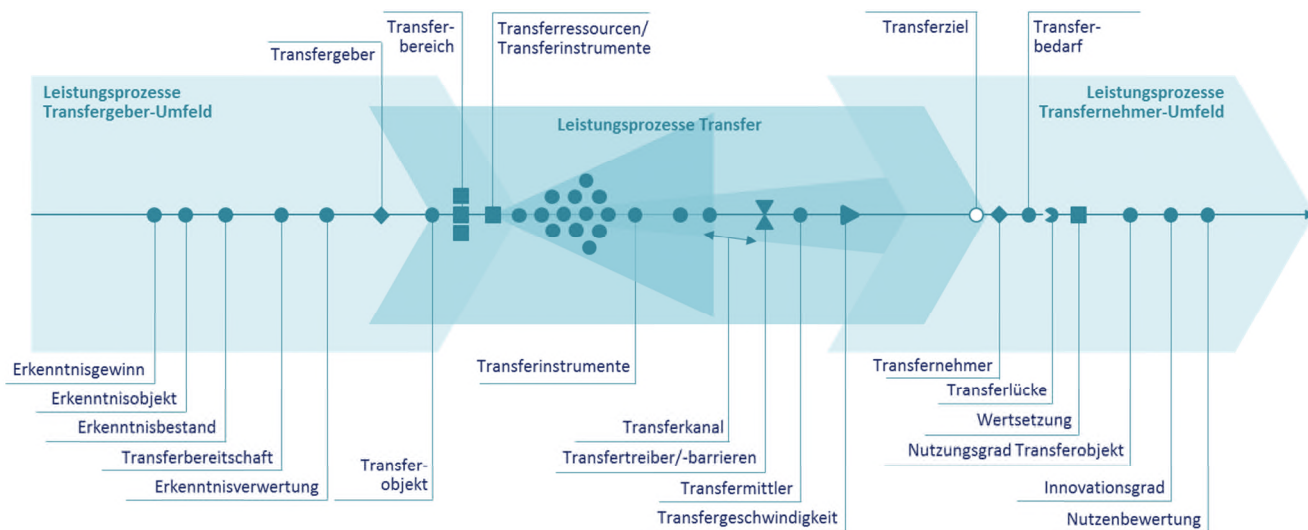 Transfergeber
Transfer-
bereich
Transferressourcen/
Transferinstrumente
Transferziel
Transfer-
bedarf
Leistungsprozesse
Transfergeber-Umfeld
Leistungsprozesse Transfer
Leistungsprozesse
Transfernehmer-Umfeld
Erkenntnisgewinn
Erkenntnisobjekt
Erkenntnisbestand
Transferbereitschaft
Erkenntnisverwertung
Transfer-
objekt
Transferinstrumente
Transferkanal
Transfertreiber/-barrieren
Transfermittler
Transfergeschwindigkeit
Transfernehmer
Transferlücke
Wertsetzung
Nutzungsgrad Transferobjekt
Innovationsgrad
Nutzenbewertung